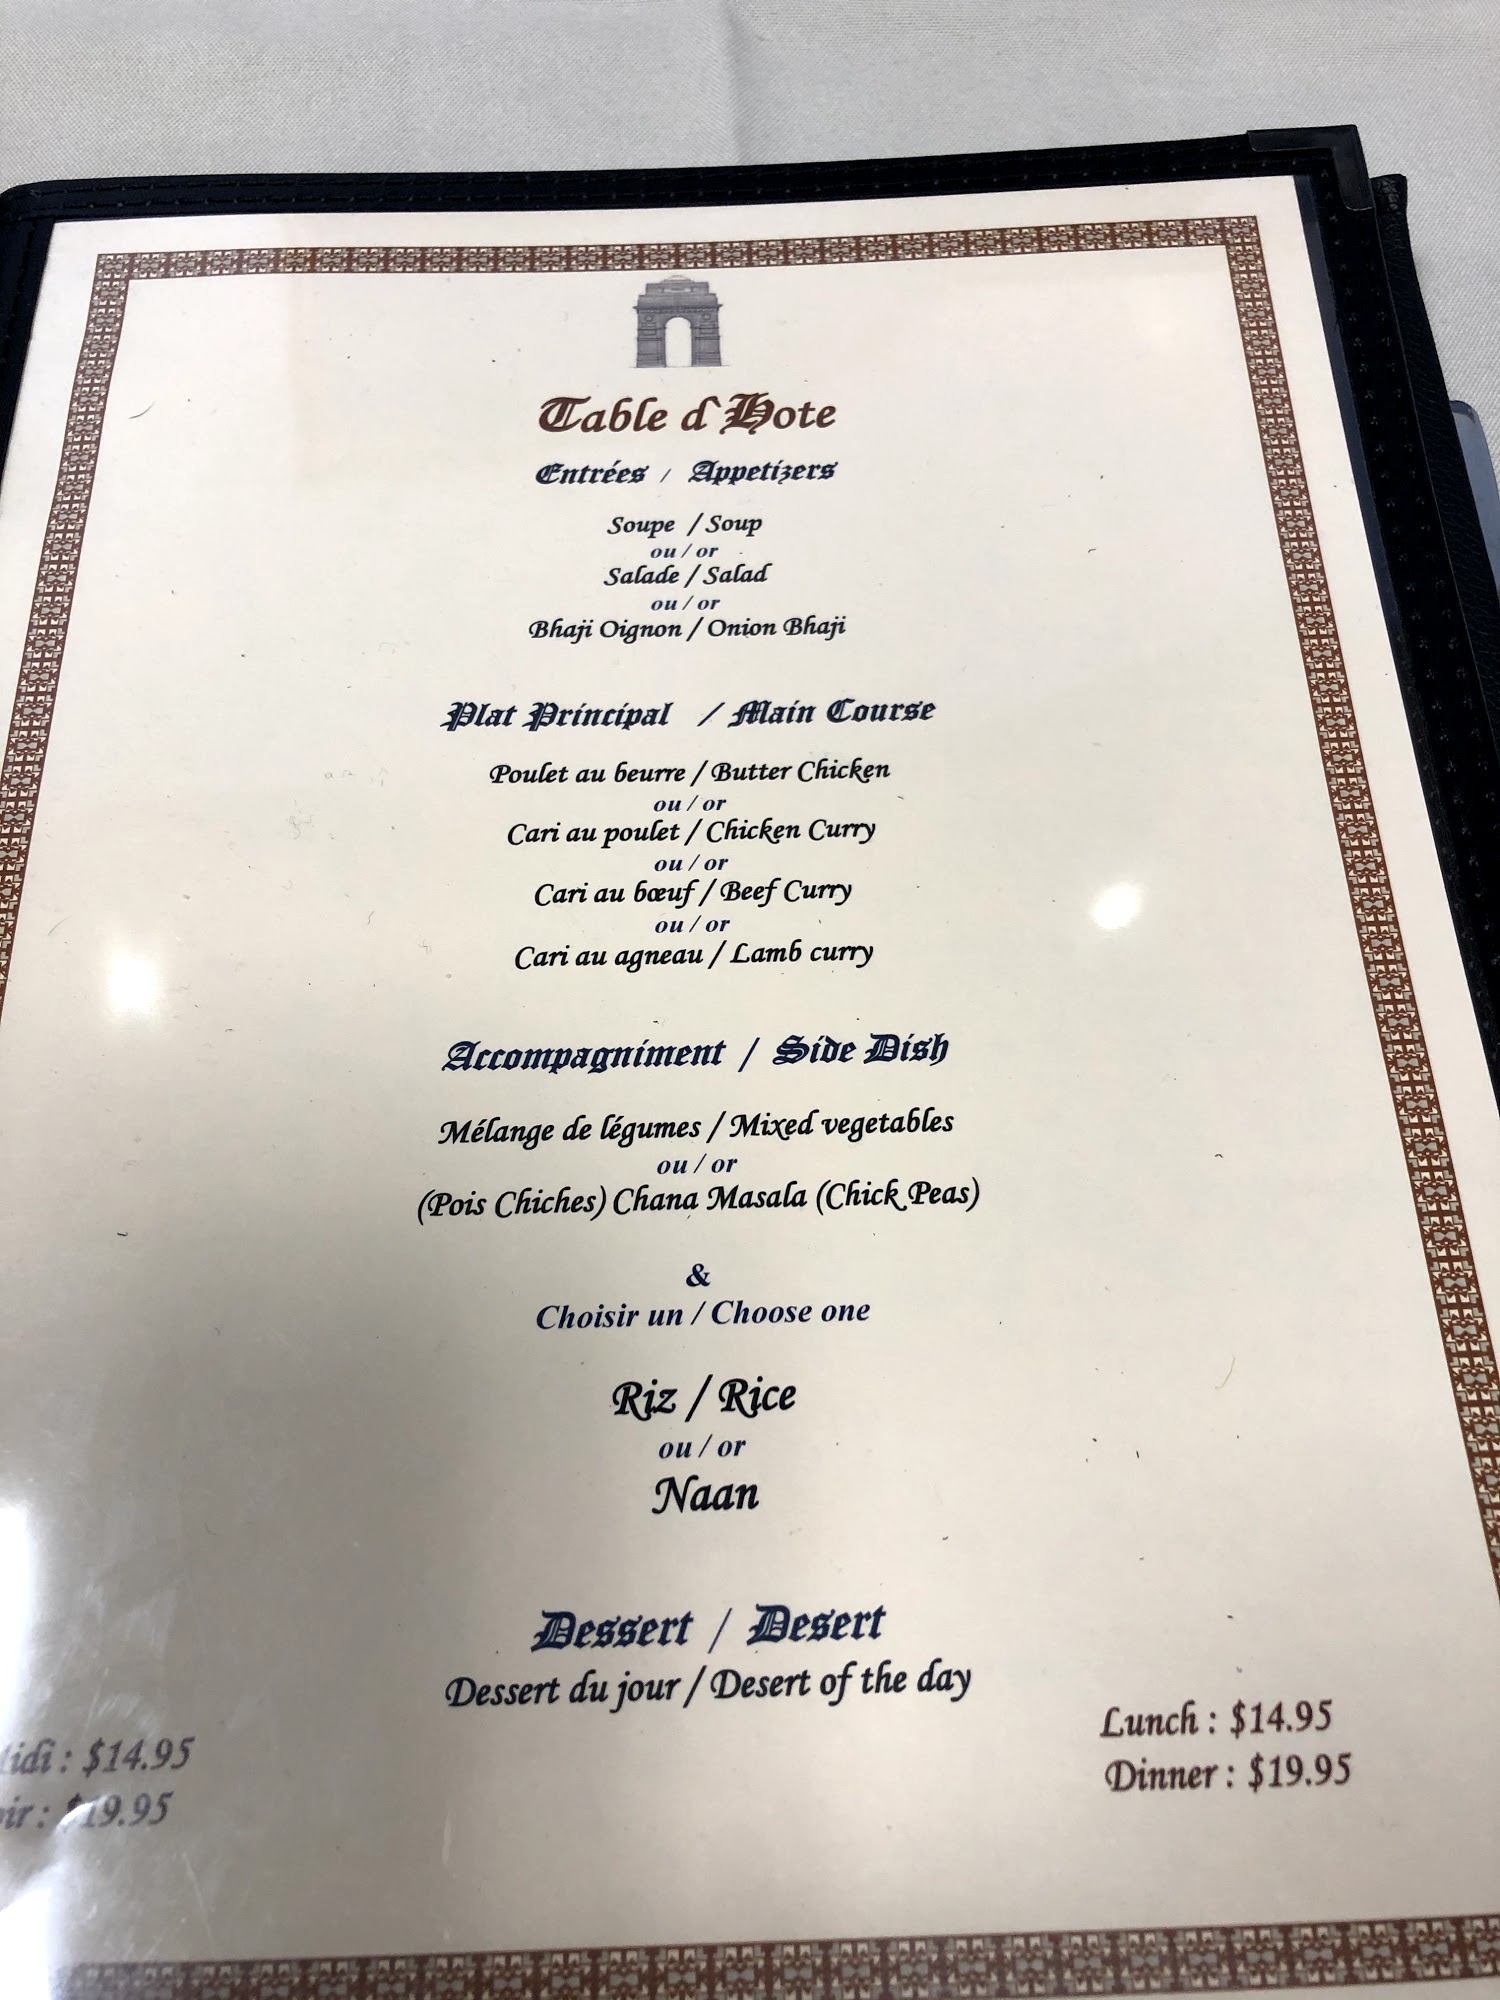 Table d'Hote
Entrées / Appetizers
Soupe / Soup
ou / or
Salade / Salad
ou / or
Bhaji Oignon / Onion Bhaji
Plat Principal / Main Course
Poulet au beurre / Butter Chicken
ou / or
Cari au poulet / Chicken Curry
ou / or
Cari au bœuf / Beef Curry
ou / or
Cari au agneau / Lamb curry
Accompagniment / Side Dish
Mélange de légumes / Mixed vegetables
ou / or
(Pois Chiches) Chana Masala (Chick Peas)
&
Choisir un / Choose one
Riz / Rice
ou / or
Naan
Dessert / Desert
Dessert du jour / Desert of the day
: $14.95
: $19.95
Lunch : $14.95
Dinner : $19.95